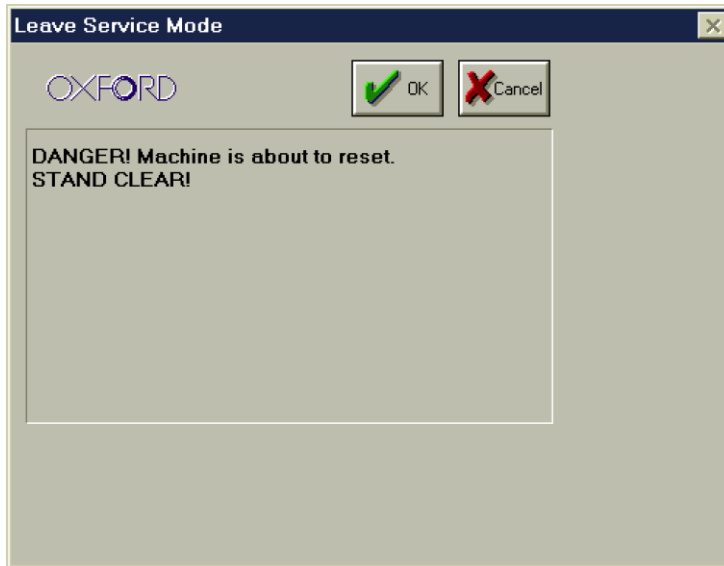 Leave Service Mode
OXFORD
OK
Cancel
DANGER! Machine is about to reset.
STAND CLEAR!